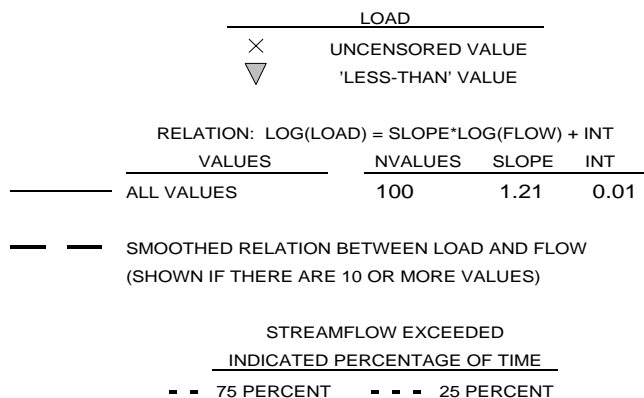 LOAD
UNCENSORED VALUE
'LESS-THAN' VALUE
RELATION: LOG(LOAD) = SLOPE*LOG(FLOW) + INT
VALUES NVALUES SLOPE INT
ALL VALUES 100 1.21 0.01
SMOOTHED RELATION BETWEEN LOAD AND FLOW
(SHOWN IF THERE ARE 10 OR MORE VALUES)
STREAMFLOW EXCEEDED
INDICATED PERCENTAGE OF TIME
75 PERCENT 25 PERCENT